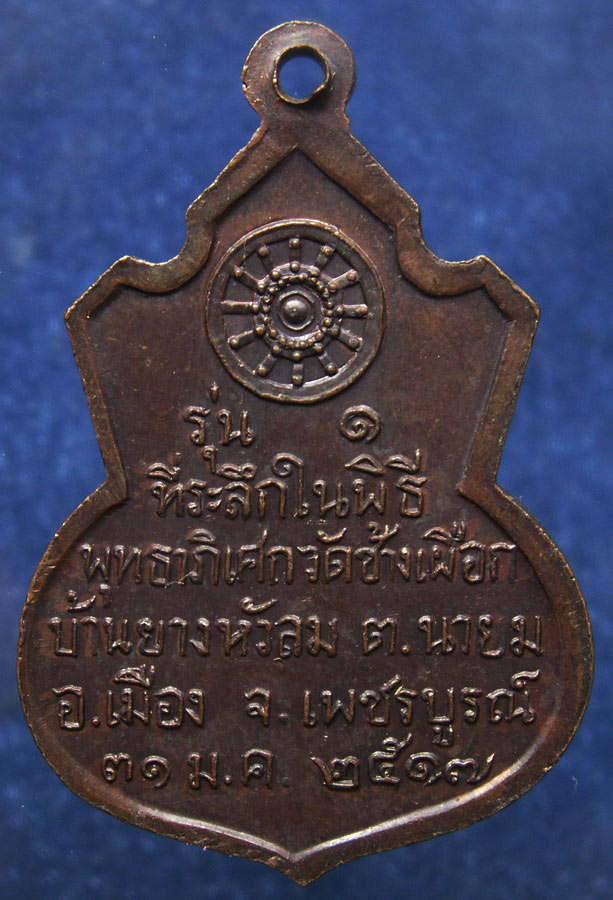 รุ่น ๑
ที่ระลึกในพิธี
พุทธาภิเศกวัดช้างเผือก
บ้านยางหัวลม ต.นายม
อ.เมือง จ.เพชรบูรณ์
๓๑ ม.ค. ๒๕๑๗